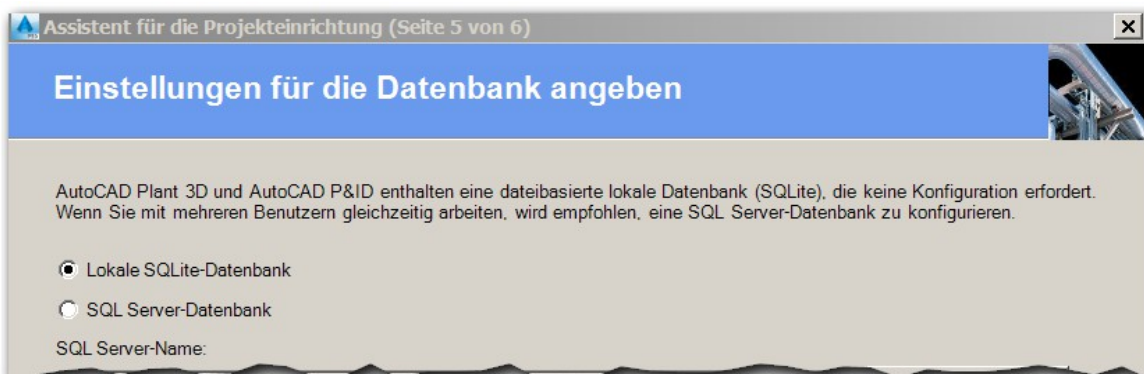 Assistent für die Projekteinrichtung (Seite 5 von 6)
Einstellungen für die Datenbank angeben
AutoCAD Plant 3D und AutoCAD P&ID enthalten eine dateibasierte lokale Datenbank (SQLite), die keine Konfiguration erfordert.
Wenn Sie mit mehreren Benutzern gleichzeitig arbeiten, wird empfohlen, eine SQL Server-Datenbank zu konfigurieren.
Lokale SQLite-Datenbank
SQL Server-Datenbank
SQL Server-Name: